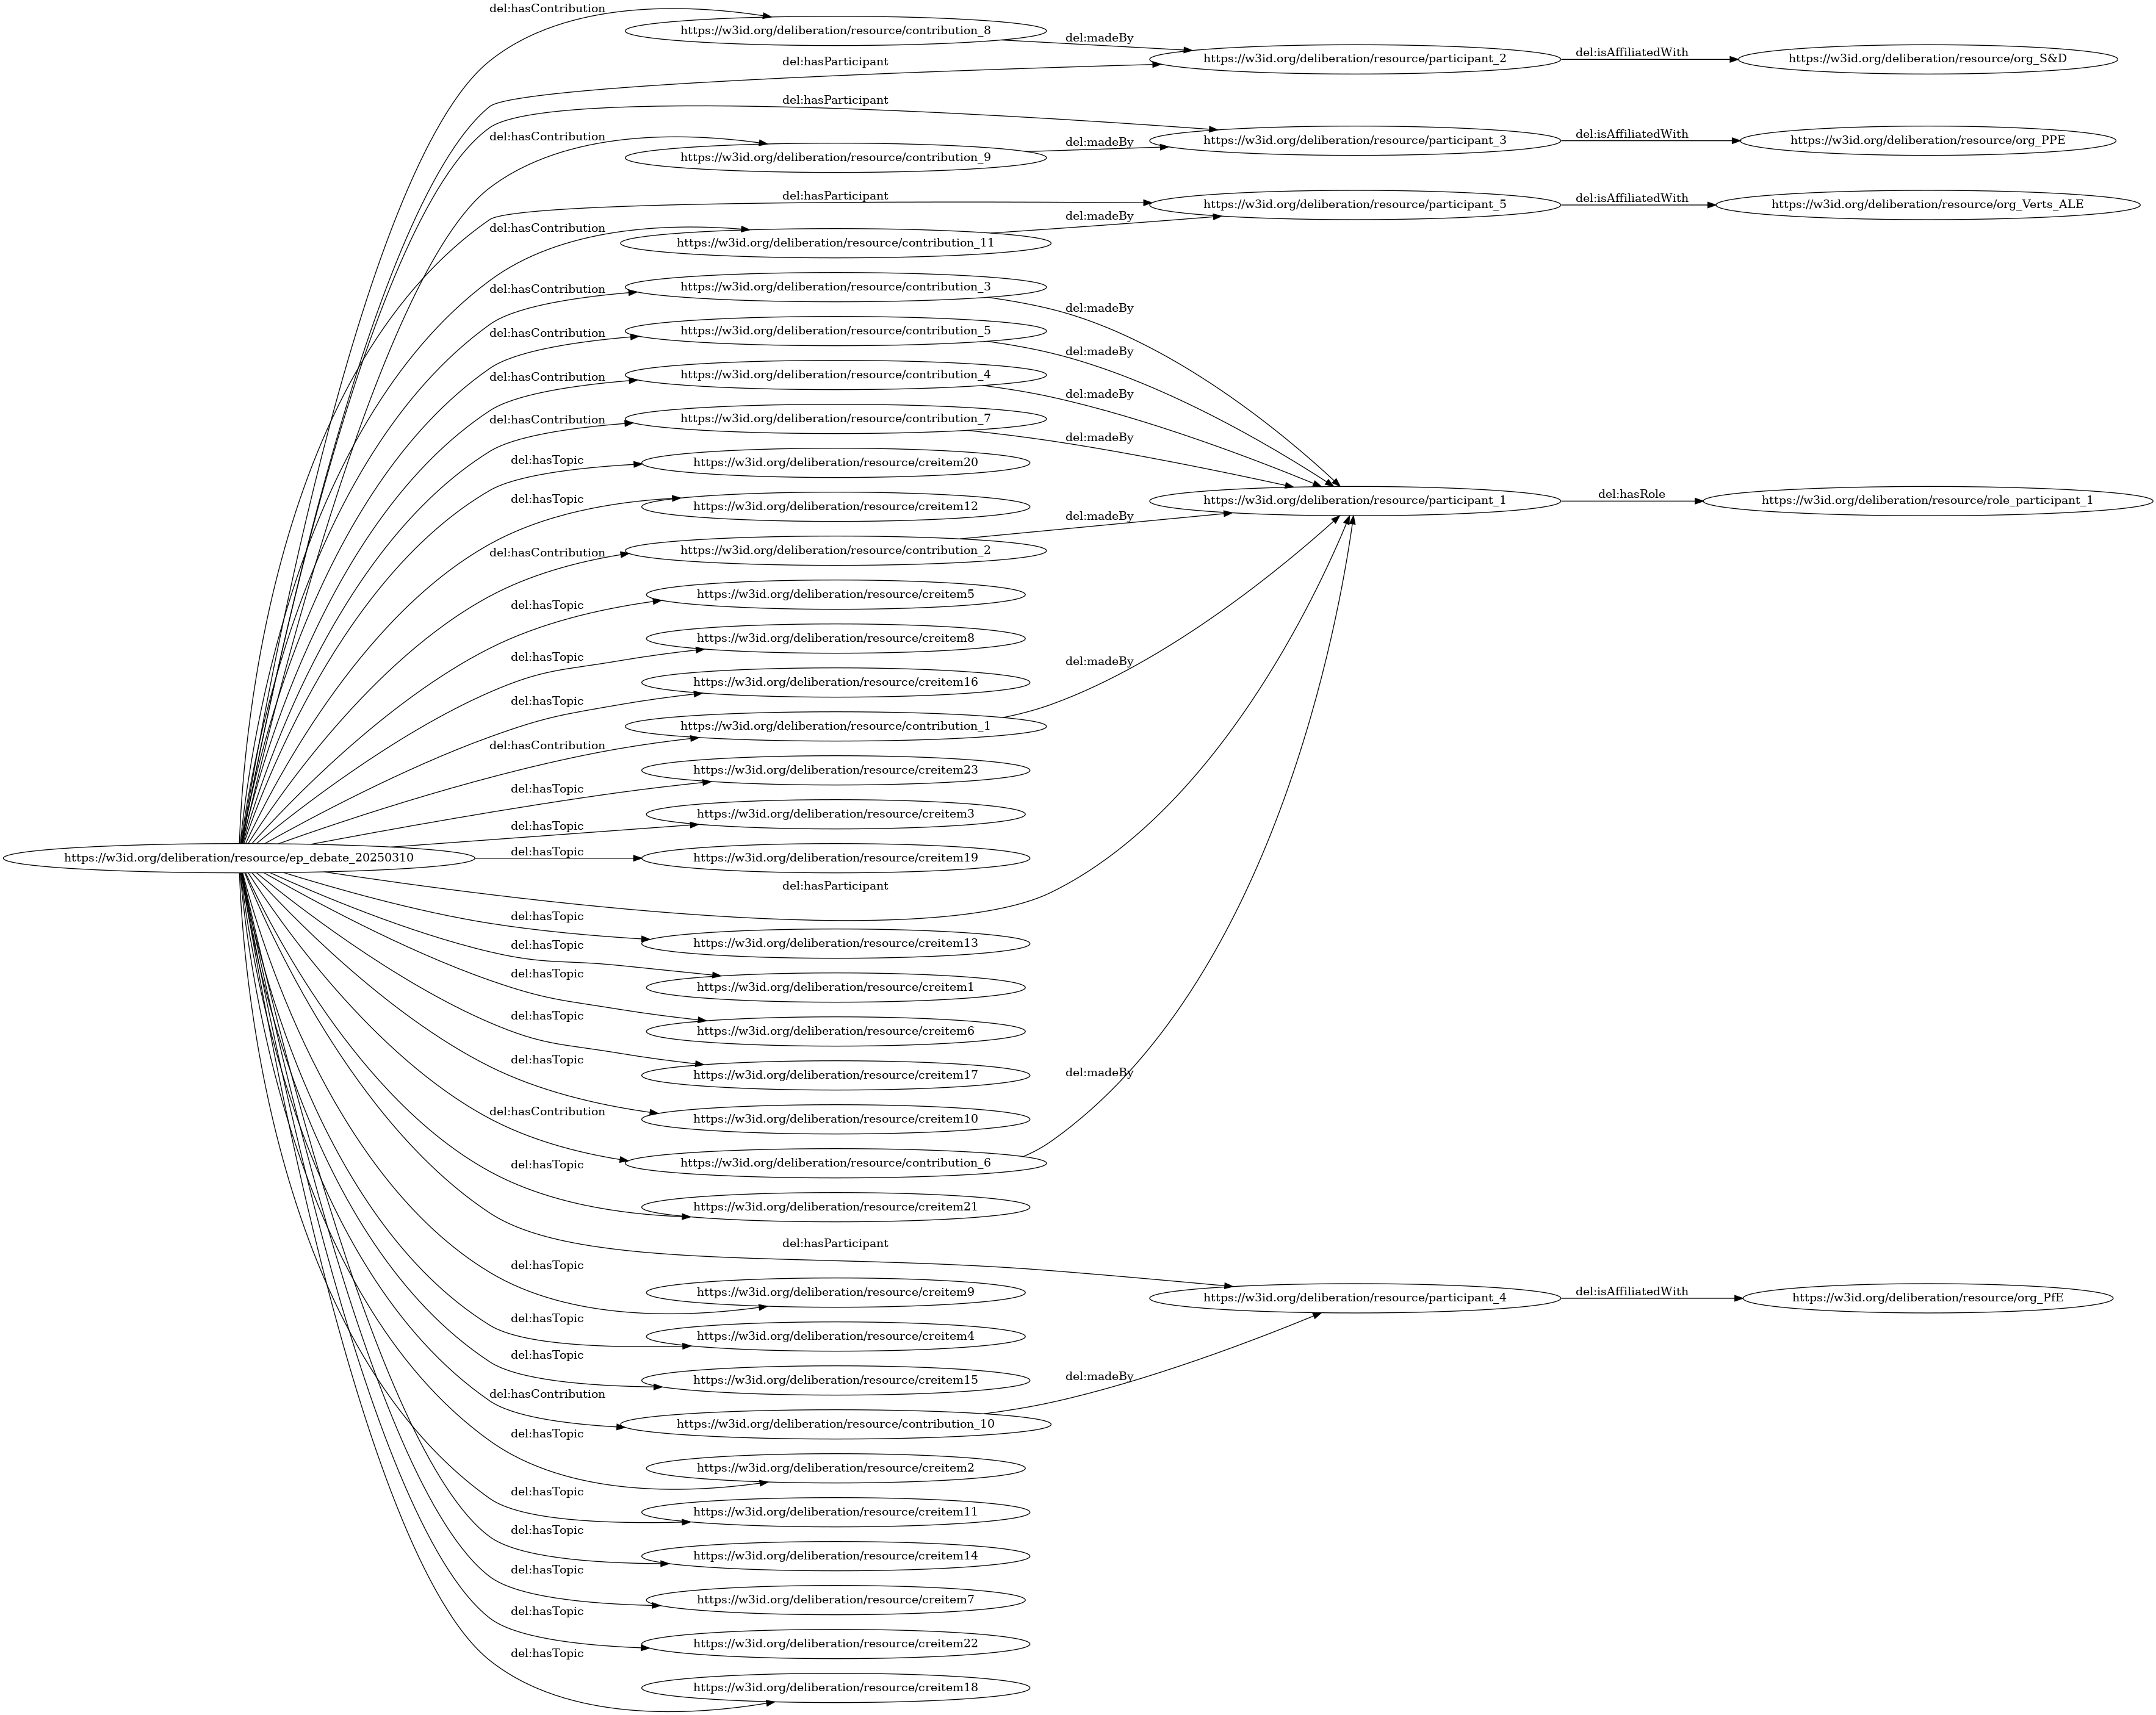 del:hasContribution
https://w3id.org/deliberation/resource/contribution_8
del:madeBy
del:hasParticipant
https://w3id.org/deliberation/resource/participant_2
del:isAffiliatedWith
https://w3id.org/deliberation/resource/org_S&D
del:hasParticipant
del:hasContribution
https://w3id.org/deliberation/resource/contribution_9
del:madeBy
https://w3id.org/deliberation/resource/participant_3
del:isAffiliatedWith
https://w3id.org/deliberation/resource/org_PPE
del:hasParticipant
https://w3id.org/deliberation/resource/participant_5
del:isAffiliatedWith
https://w3id.org/deliberation/resource/org_Verts_ALE
del:hasContribution
https://w3id.org/deliberation/resource/contribution_11
del:madeBy
del:hasContribution
https://w3id.org/deliberation/resource/contribution_3
del:madeBy
del:hasContribution
https://w3id.org/deliberation/resource/contribution_5
del:madeBy
del:hasContribution
https://w3id.org/deliberation/resource/contribution_4
del:madeBy
del:hasContribution
https://w3id.org/deliberation/resource/contribution_7
del:madeBy
del:hasTopic
https://w3id.org/deliberation/resource/creitem20
del:hasTopic
https://w3id.org/deliberation/resource/creitem12
https://w3id.org/deliberation/resource/participant_1
del:hasRole
https://w3id.org/deliberation/resource/role_participant_1
del:hasContribution
https://w3id.org/deliberation/resource/contribution_2
del:madeBy
del:hasTopic
https://w3id.org/deliberation/resource/creitem5
del:hasTopic
https://w3id.org/deliberation/resource/creitem8
del:hasTopic
https://w3id.org/deliberation/resource/creitem16
del:hasContribution
https://w3id.org/deliberation/resource/contribution_1
del:madeBy
del:hasTopic
https://w3id.org/deliberation/resource/creitem23
del:hasTopic
https://w3id.org/deliberation/resource/creitem3
https://w3id.org/deliberation/resource/ep_debate_20250310
del:hasTopic
https://w3id.org/deliberation/resource/creitem19
del:hasParticipant
del:hasTopic
https://w3id.org/deliberation/resource/creitem13
del:hasTopic
https://w3id.org/deliberation/resource/creitem1
del:hasTopic
https://w3id.org/deliberation/resource/creitem6
del:hasTopic
https://w3id.org/deliberation/resource/creitem17
del:hasTopic
https://w3id.org/deliberation/resource/creitem10
del:hasContribution
https://w3id.org/deliberation/resource/contribution_6
del:madeBy
del:hasTopic
https://w3id.org/deliberation/resource/creitem21
del:hasParticipant
https://w3id.org/deliberation/resource/participant_4
del:isAffiliatedWith
https://w3id.org/deliberation/resource/org_PfE
del:hasTopic
https://w3id.org/deliberation/resource/creitem9
del:hasTopic
https://w3id.org/deliberation/resource/creitem4
del:hasTopic
https://w3id.org/deliberation/resource/creitem15
del:hasContribution
https://w3id.org/deliberation/resource/contribution_10
del:madeBy
del:hasTopic
https://w3id.org/deliberation/resource/creitem2
del:hasTopic
https://w3id.org/deliberation/resource/creitem11
del:hasTopic
https://w3id.org/deliberation/resource/creitem14
del:hasTopic
https://w3id.org/deliberation/resource/creitem7
del:hasTopic
https://w3id.org/deliberation/resource/creitem22
del:hasTopic
https://w3id.org/deliberation/resource/creitem18